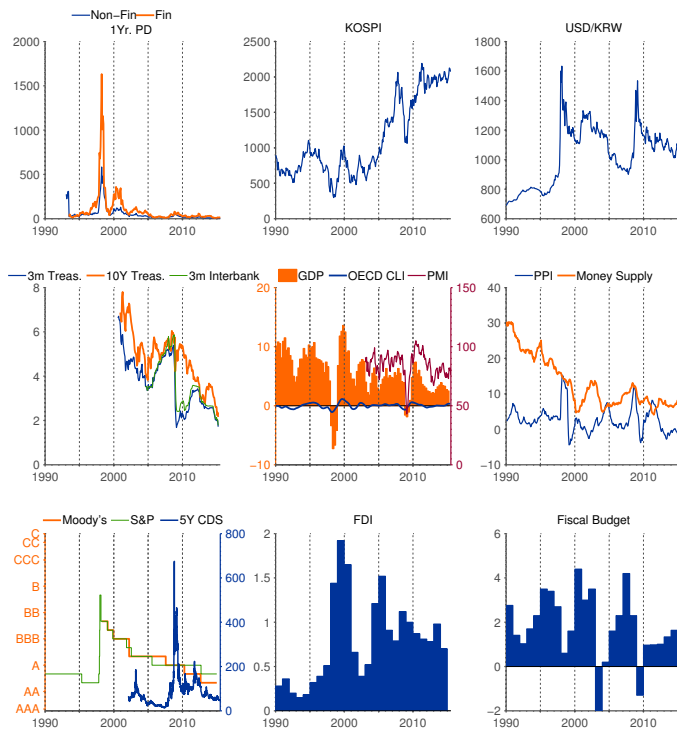 Non−Fin Fin
1Yr. PD
2000
1500
1000
500
0
1990 2000 2010
KOSPI
2500
2000
1500
1000
500
0
1990 2000 2010
USD/KRW
1800
1600
1400
1200
1000
800
600
1990 2000 2010
3m Treas. 10Y Treas. 3m Interbank
8
6
4
2
0
1990 2000 2010
GDP OECD CLI PMI
20 150
10 100
0 50
−10 0
1990 2000 2010
PPI Money Supply
40
30
20
10
0
−10
1990 2000 2010
Moody's S&P 5Y CDS
C 800
CC
CCC 600
B
BB 400
BBB
A 200
AA
AAA 0
1990 2000 2010
FDI
2
1.5
1
0.5
0
1990 2000 2010
Fiscal Budget
6
4
2
0
−2
1990 2000 2010